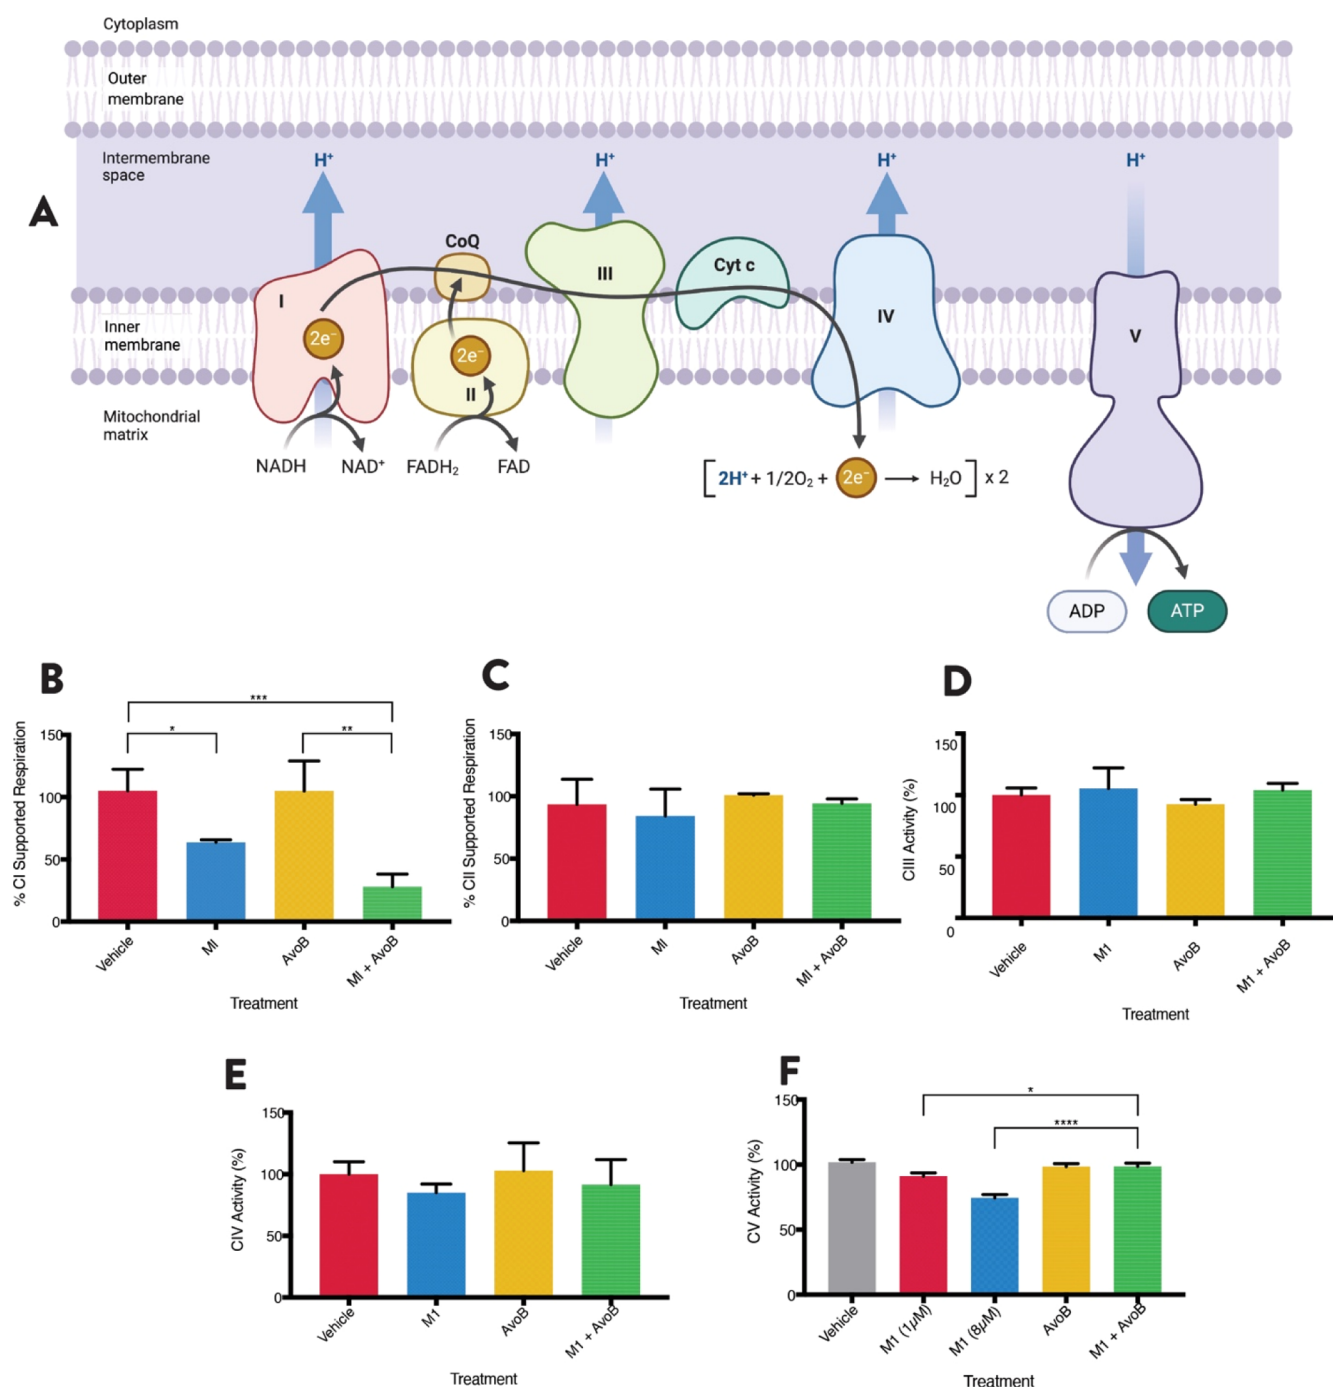 Cytoplasm
Outer
membrane
Intermembrane
space
H⁺ H⁺ H⁺ H⁺
A
CoQ
III
Cyt c
I
IV
Inner
membrane
2e⁻
2e⁻
V
II
Mitochondrial
matrix
NADH NAD⁺ FADH₂ FAD
[2H⁺ + 1/2O₂ + 2e⁻ → H₂O] x 2
ADP ATP
B
***
*
**
% CI Supported Respiration
150
100
50
0
Vehicle
MI
AvoB
MI + AvoB
Treatment
C
% CII Supported Respiration
150
100
50
0
Vehicle
MI
AvoB
MI + AvoB
Treatment
D
CIII Activity (%)
150
100
50
0
Vehicle
M1
AvoB
M1 + AvoB
Treatment
E
CIV Activity (%)
150
100
50
0
Vehicle
M1
AvoB
M1 + AvoB
Treatment
F
*
****
CV Activity (%)
150
100
50
0
Vehicle
M1 (1µM)
M1 (8µM)
AvoB
M1 + AvoB
Treatment